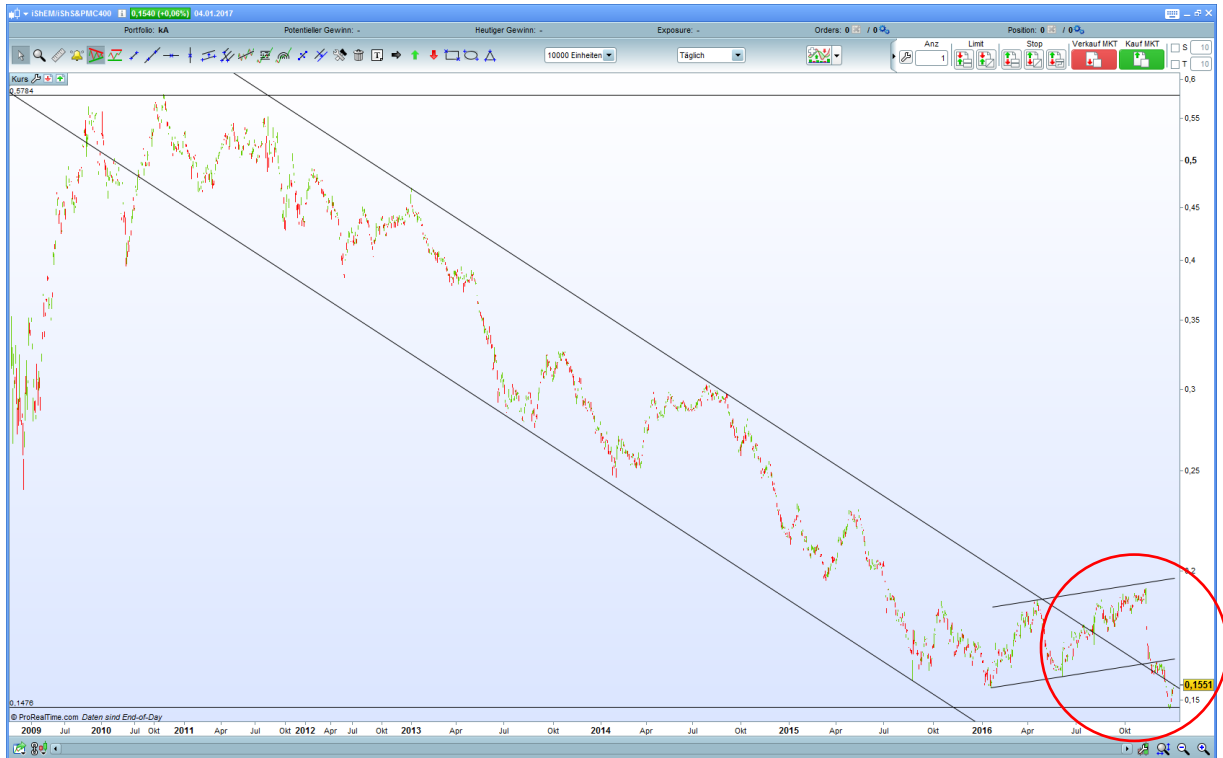 iShEM/iShS&PMC400 0,1540 (+0,06%) 04.01.2017
Portfolio: kA Potentieller Gewinn: - Heutiger Gewinn: - Exposure: - Orders: 0 / 0 Position: 0 / 0
10000 Einheiten Täglich Anz 1 Limit Stop Verkauf MKT Kauf MKT S 10
T 10
Kurs
0,5784
0,6
0,55
0,5
0,45
0,4
0,35
0,3
0,25
0,2
0,1551
0,15
0,1476
© ProRealTime.com Daten sind End-of-Day
2009 Jul 2010 Jul Okt 2011 Apr Jul Okt 2012 Apr Jul Okt 2013 Apr Jul Okt 2014 Apr Jul Okt 2015 Apr Jul Okt 2016 Apr Jul Okt